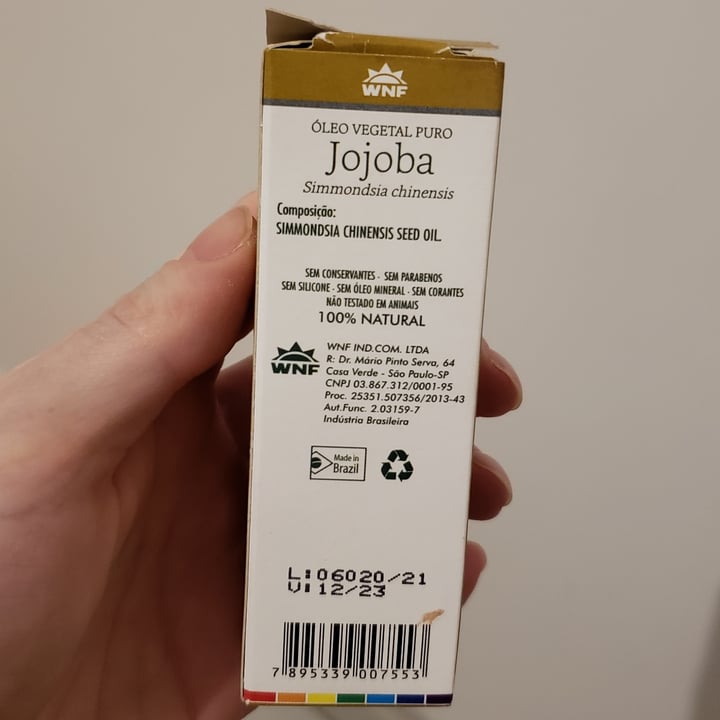 WNF
ÓLEO VEGETAL PURO
Jojoba
Simmondsia chinensis
Composição:
SIMMONDSIA CHINENSIS SEED OIL.
SEM CONSERVANTES - SEM PARABENOS
SEM SILICONE - SEM ÓLEO MINERAL - SEM CORANTES
NÃO TESTADO EM ANIMAIS
100% NATURAL
WNF
WNF IND.COM. LTDA
R: Dr. Mário Pinto Serva, 64
Casa Verde - São Paulo-SP
CNPJ 03.867.312/0001-95
Proc. 25351.507356/2013-43
Aut.Func. 2.03159-7
Indústria Brasileira
Made in
Brazil
L:06020/21
V:12/23
7 895339 007553